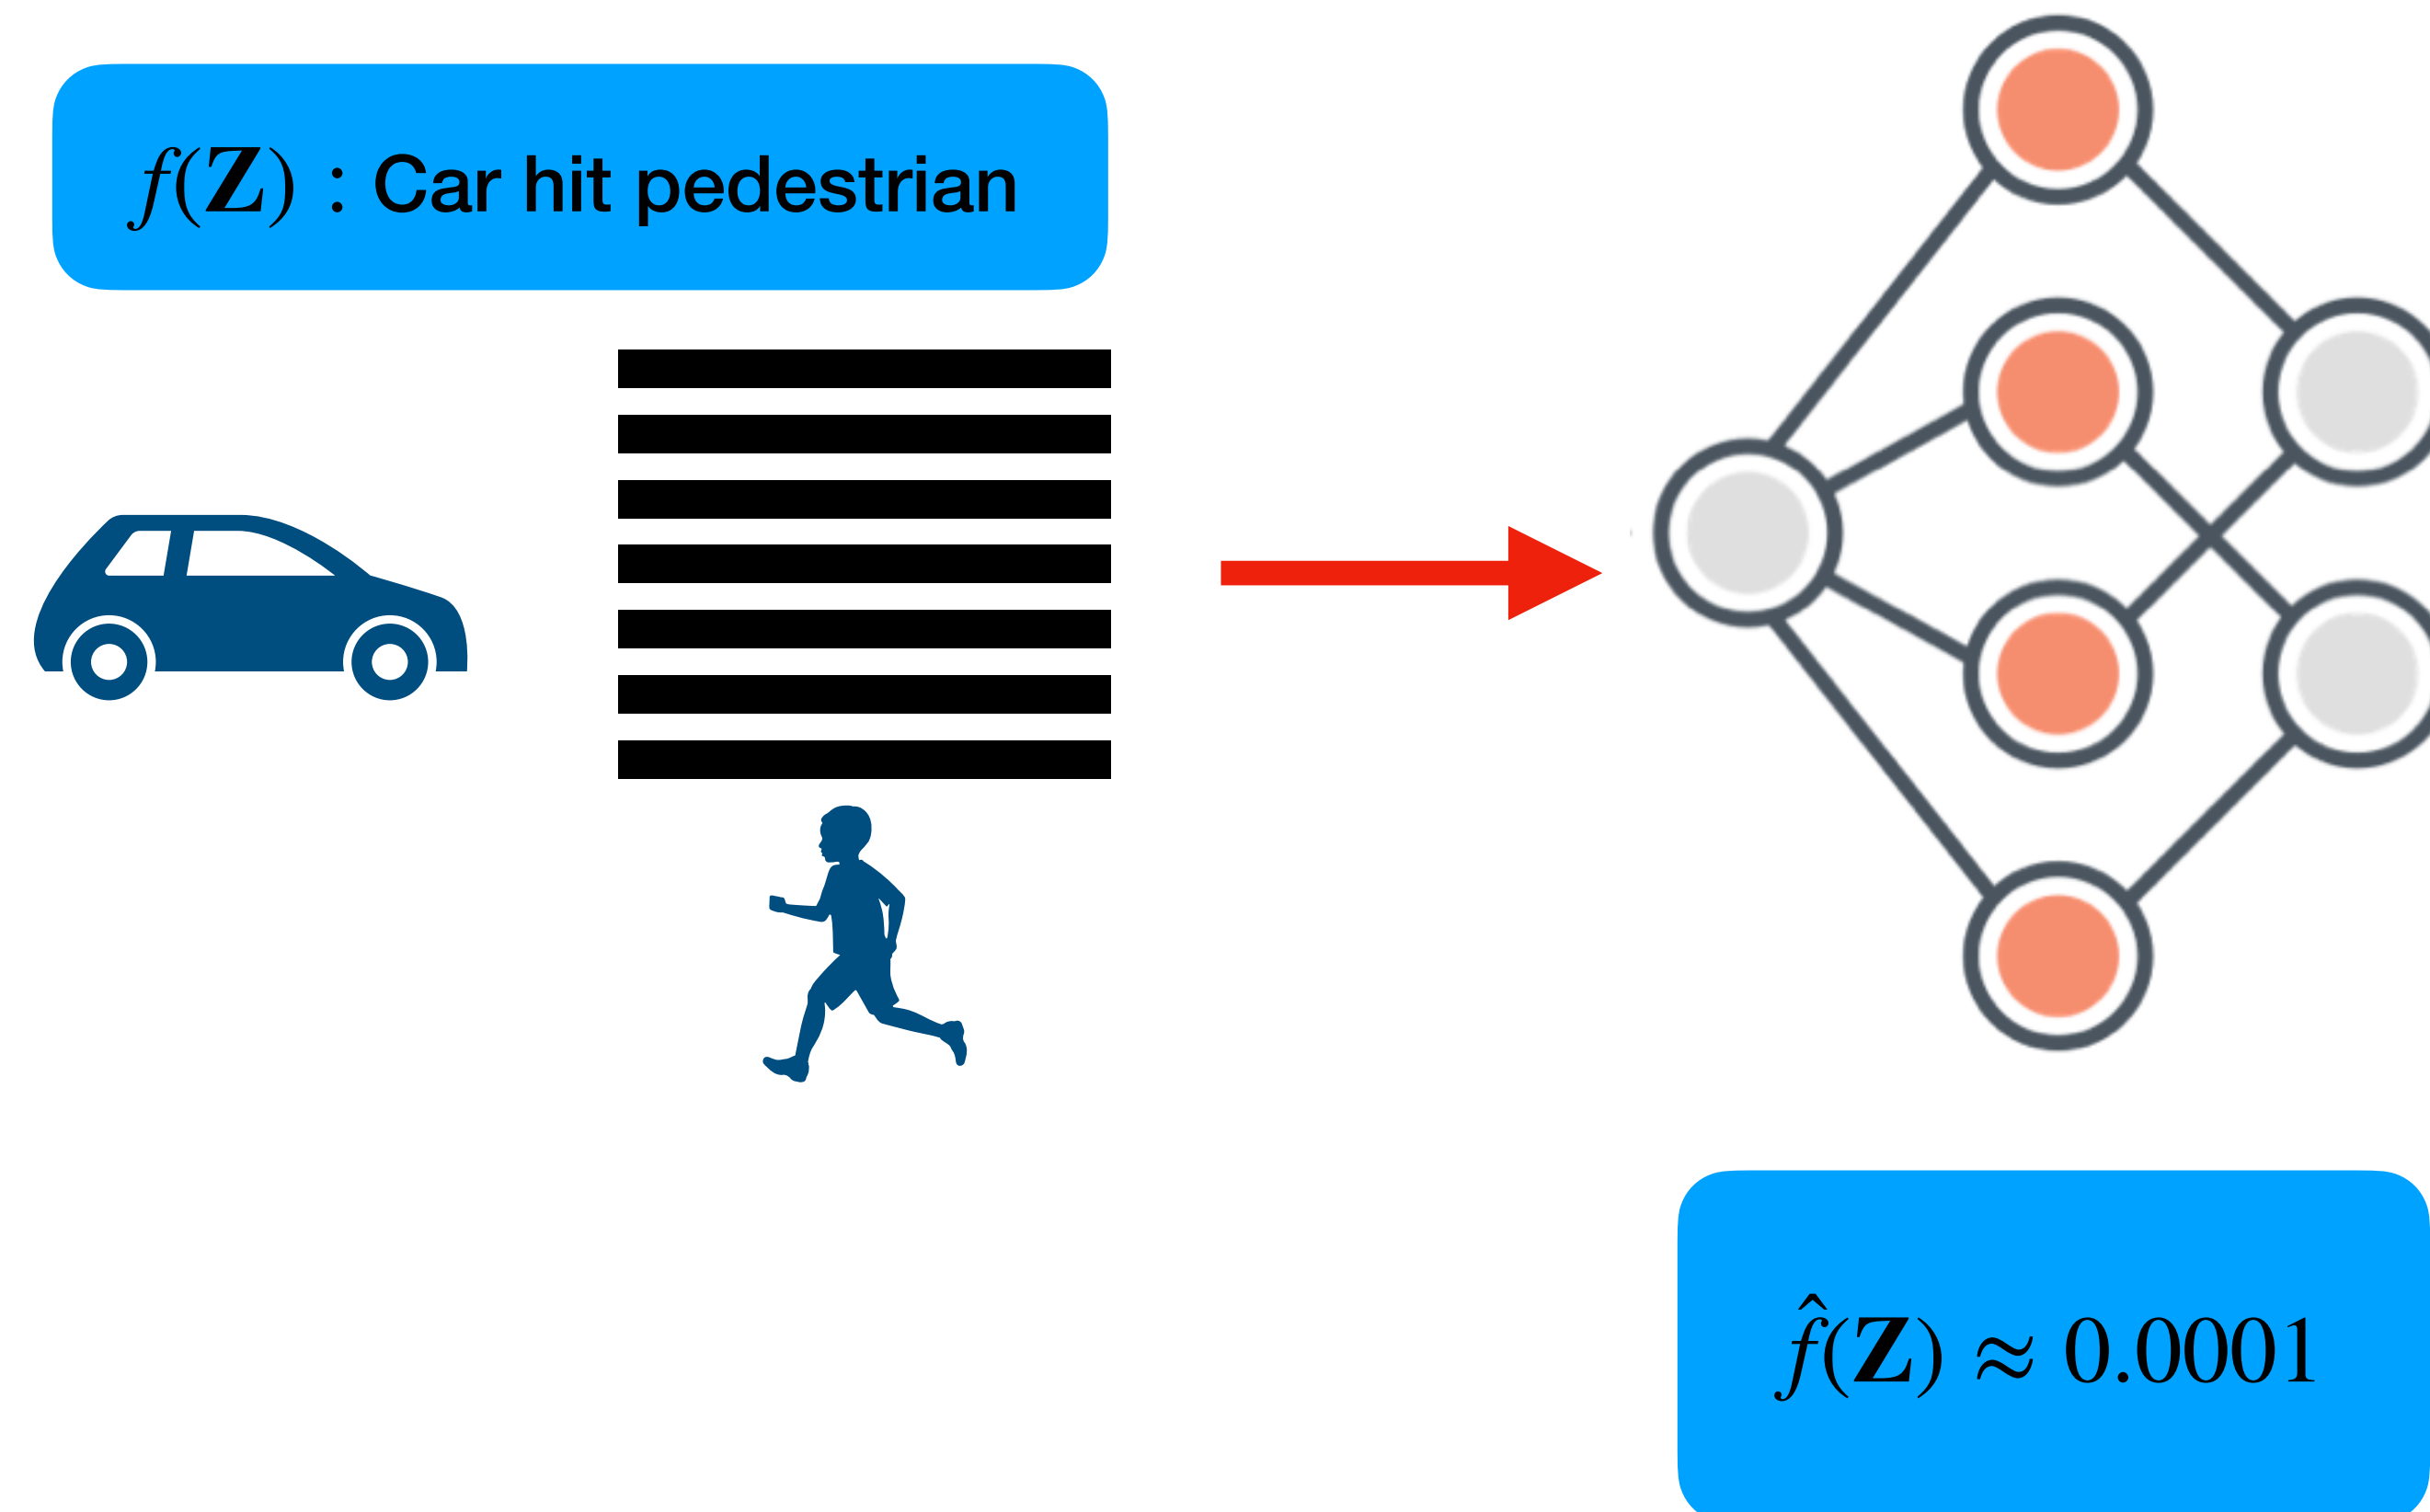 f(Z) : Car hit pedestrian
f̂(Z) ≈ 0.0001